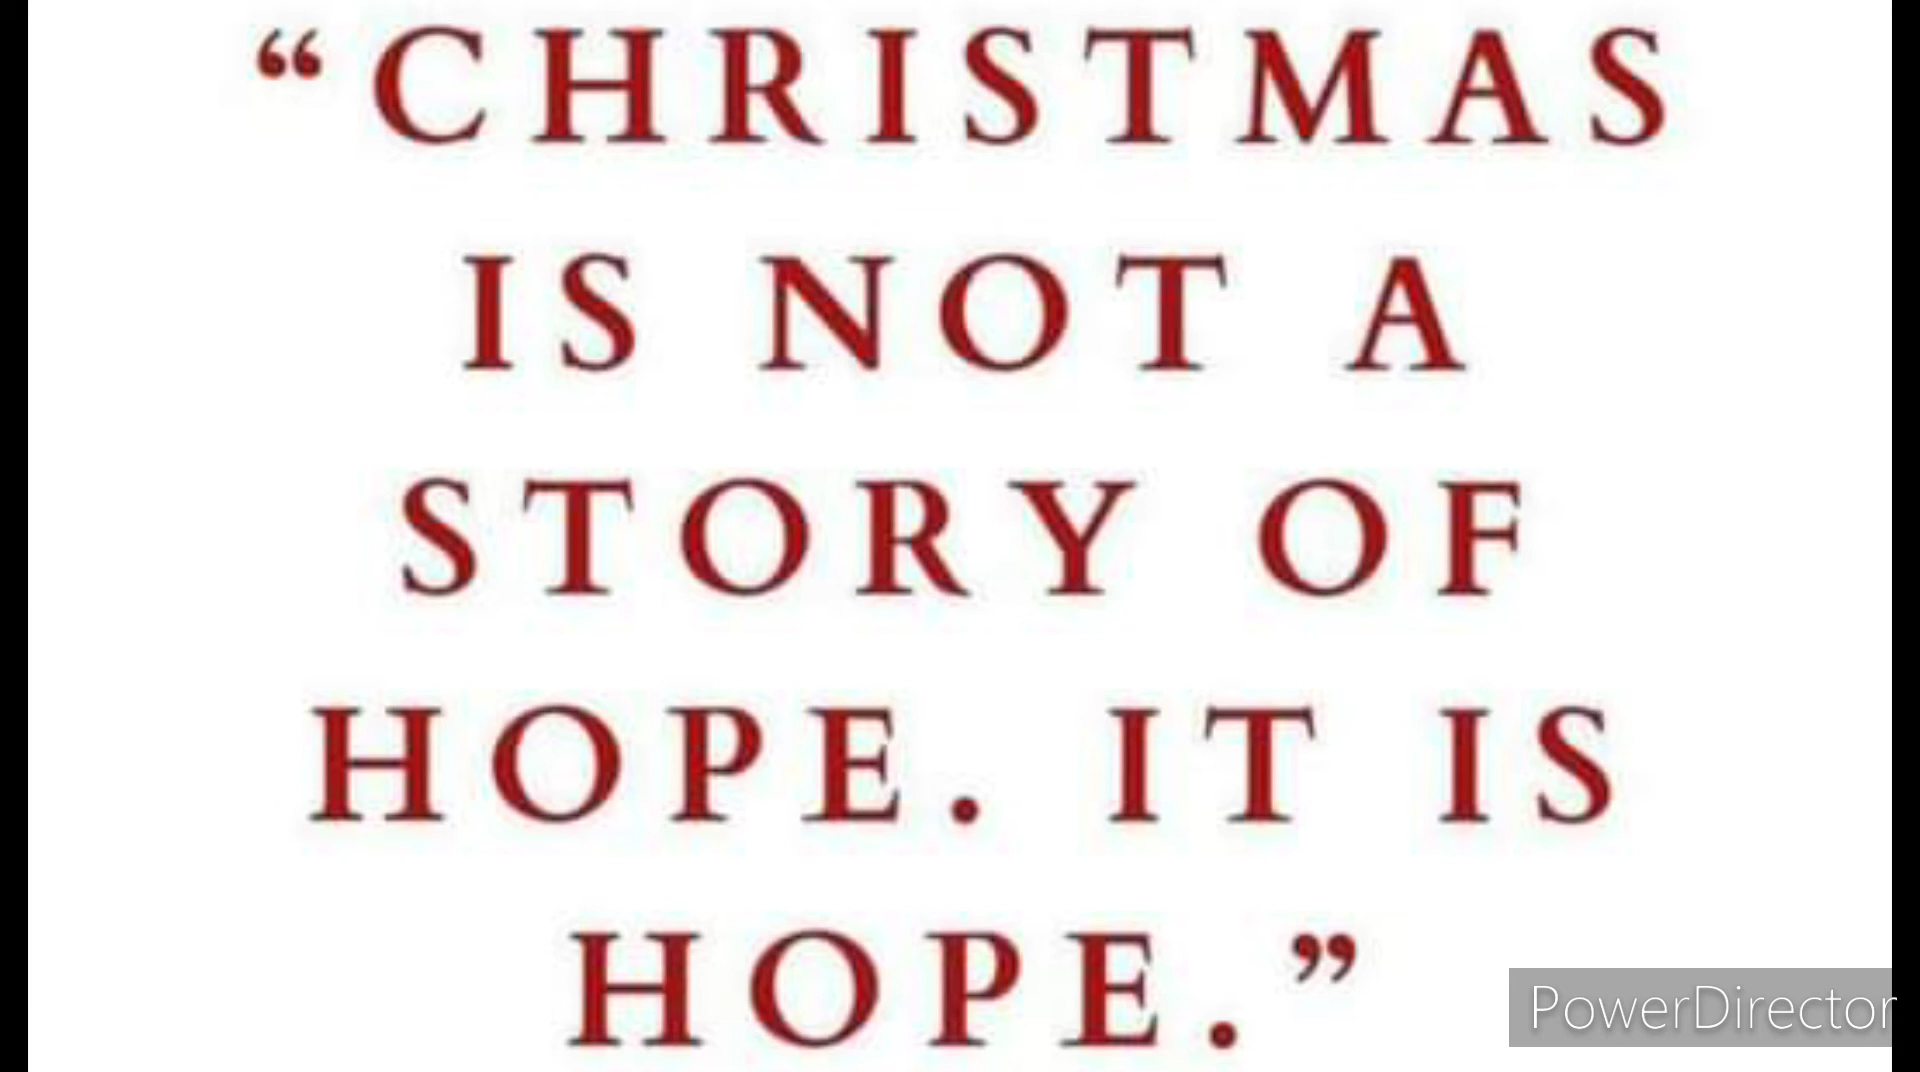 “CHRISTMAS
IS NOT A
STORY OF
HOPE. IT IS
HOPE.”
PowerDirector